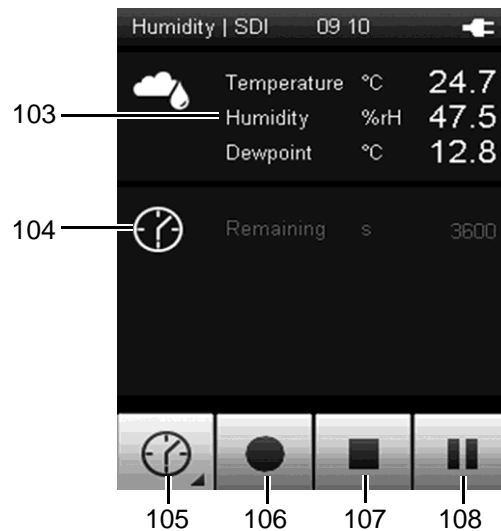 Humidity | SDI 09 10
Temperature °C 24.7
103 Humidity %rH 47.5
Dewpoint °C 12.8
104 Remaining s 3600
105 106 107 108